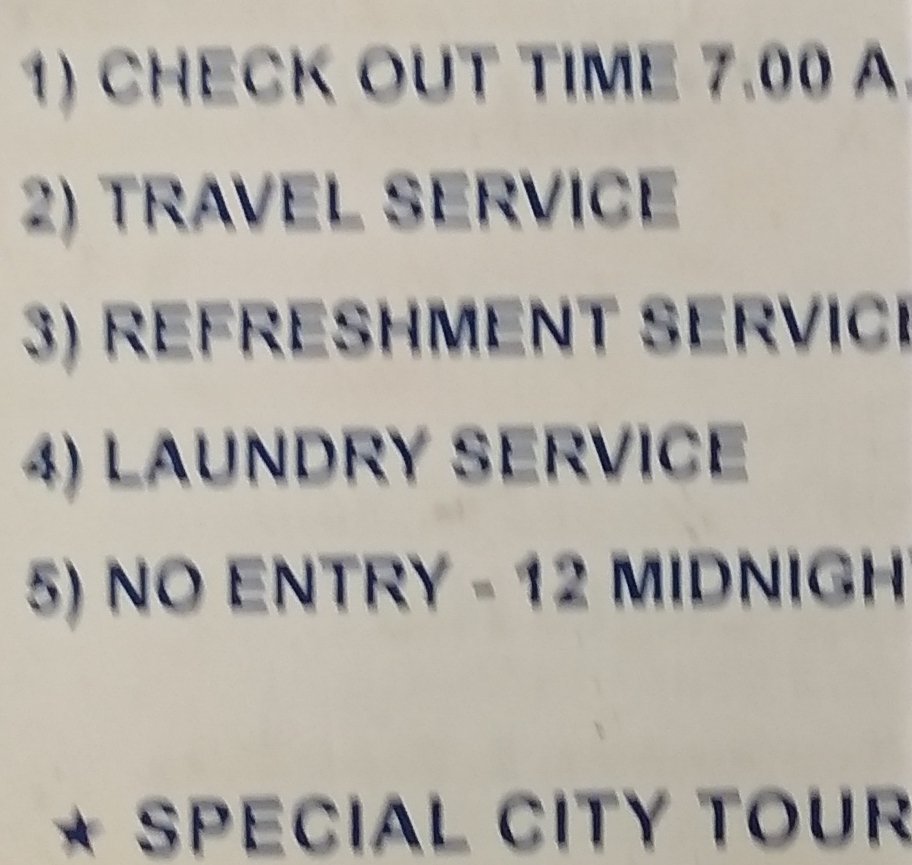 1) CHECK OUT TIME 7.00 A.
2) TRAVEL SERVICE
3) REFRESHMENT SERVICE
4) LAUNDRY SERVICE
5) NO ENTRY - 12 MIDNIGH
★ SPECIAL CITY TOUR